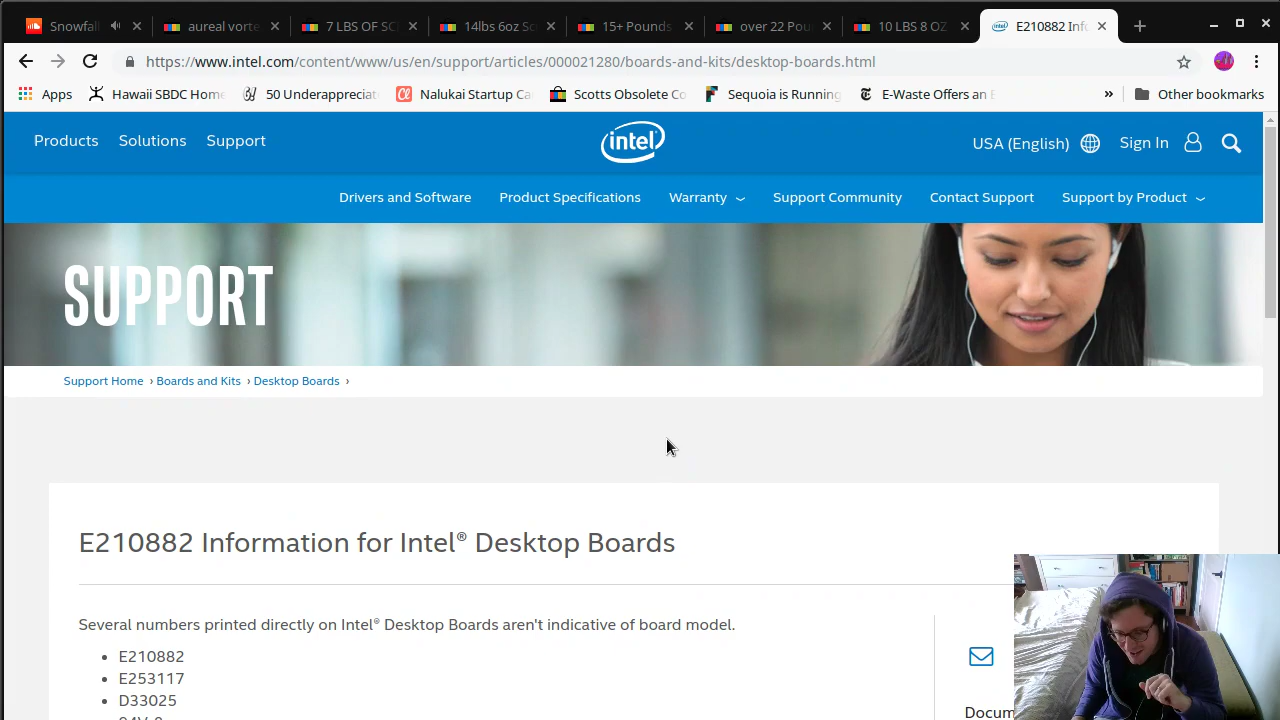 Snowfall
aureal vorte
7 LBS OF SC
14lbs 6oz Sc
15+ Pounds
over 22 Pou
10 LBS 8 OZ
E210882 Info
https://www.intel.com/content/www/us/en/support/articles/000021280/boards-and-kits/desktop-boards.html
Apps
Hawaii SBDC Home
50 Underappreciat
Nalukai Startup Ca
Scotts Obsolete Co
Sequoia is Running
E-Waste Offers an E
» Other bookmarks
Products Solutions Support
intel
USA (English) Sign In
Drivers and Software Product Specifications Warranty Support Community Contact Support Support by Product
SUPPORT
Support Home › Boards and Kits › Desktop Boards ›
E210882 Information for Intel® Desktop Boards
Several numbers printed directly on Intel® Desktop Boards aren't indicative of board model.
• E210882
• E253117
• D33025
• 94V-0
Docum